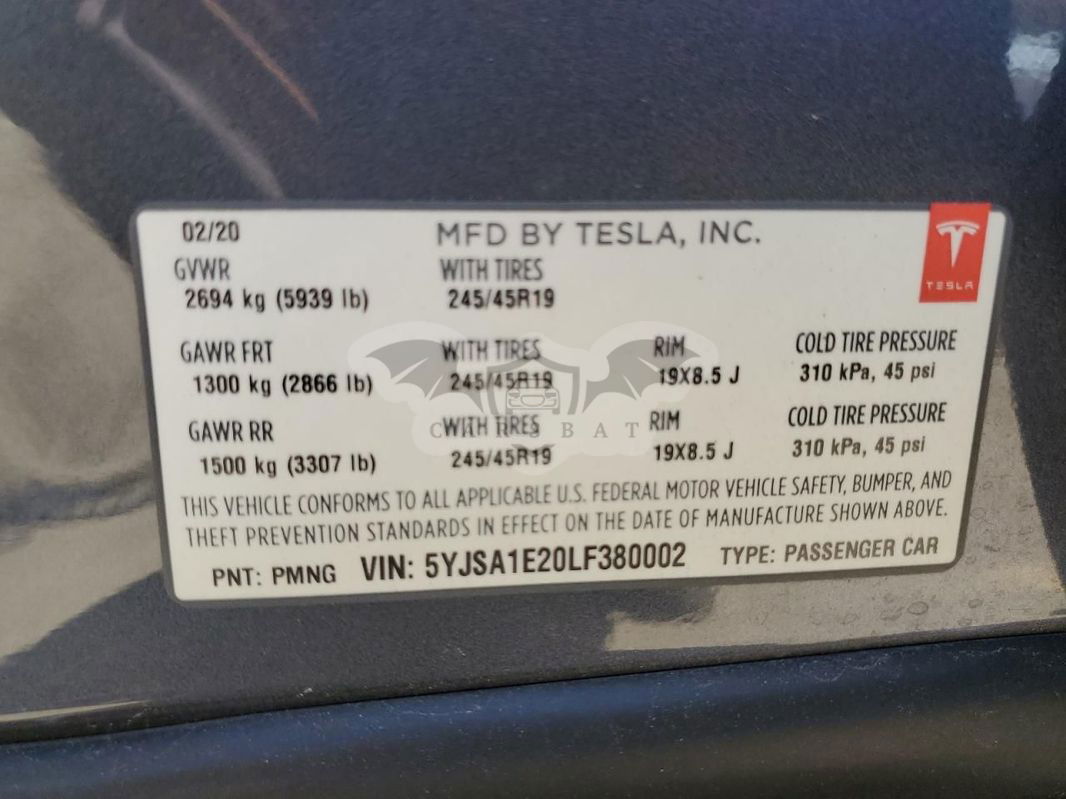 02/20 MFD BY TESLA, INC.
TESLA
GVWR WITH TIRES
2694 kg (5939 lb) 245/45R19
GAWR FRT WITH TIRES RIM COLD TIRE PRESSURE
1300 kg (2866 lb) 245/45R19 19X8.5 J 310 kPa, 45 psi
GAWR RR WITH TIRES RIM COLD TIRE PRESSURE
CARSBAT
1500 kg (3307 lb) 245/45R19 19X8.5 J 310 kPa, 45 psi
THIS VEHICLE CONFORMS TO ALL APPLICABLE U.S. FEDERAL MOTOR VEHICLE SAFETY, BUMPER, AND
THEFT PREVENTION STANDARDS IN EFFECT ON THE DATE OF MANUFACTURE SHOWN ABOVE.
PNT: PMNG VIN: 5YJSA1E20LF380002 TYPE: PASSENGER CAR